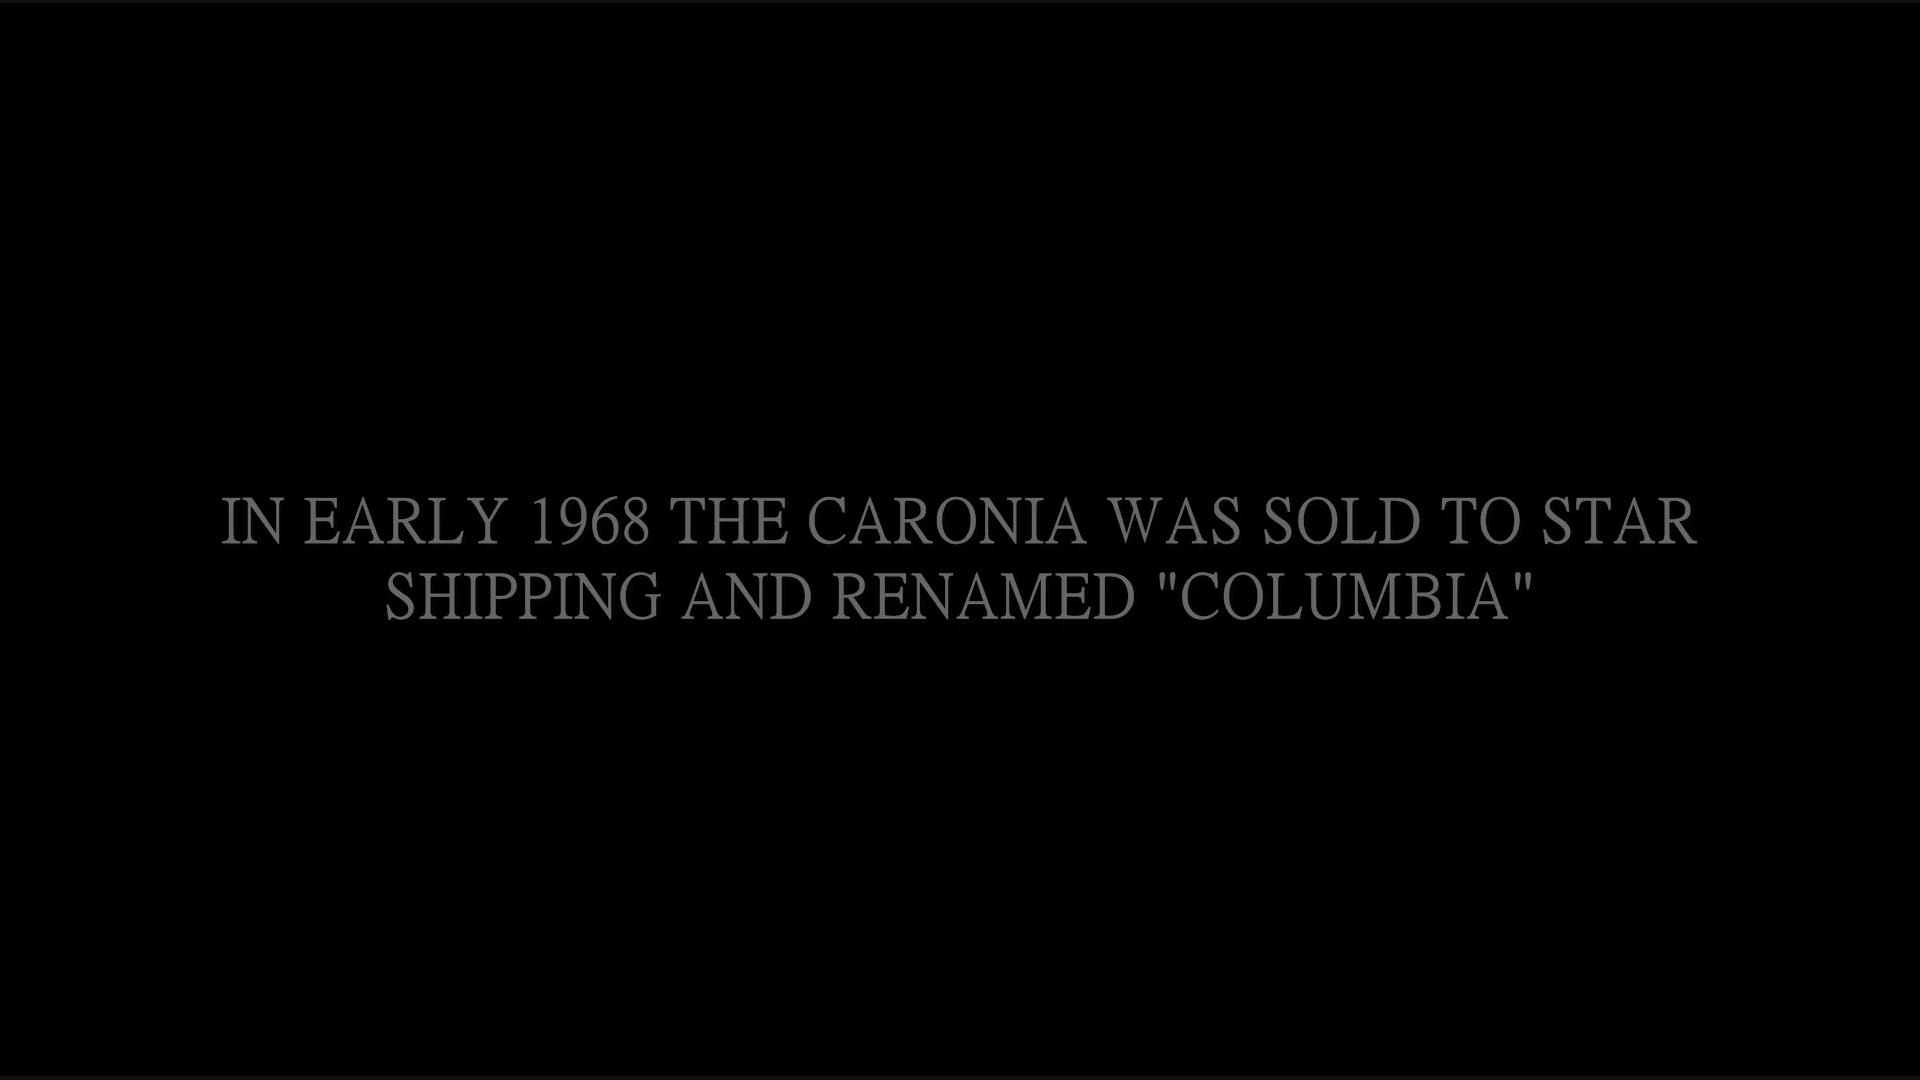 IN EARLY 1968 THE CARONIA WAS SOLD TO STAR
SHIPPING AND RENAMED "COLUMBIA"